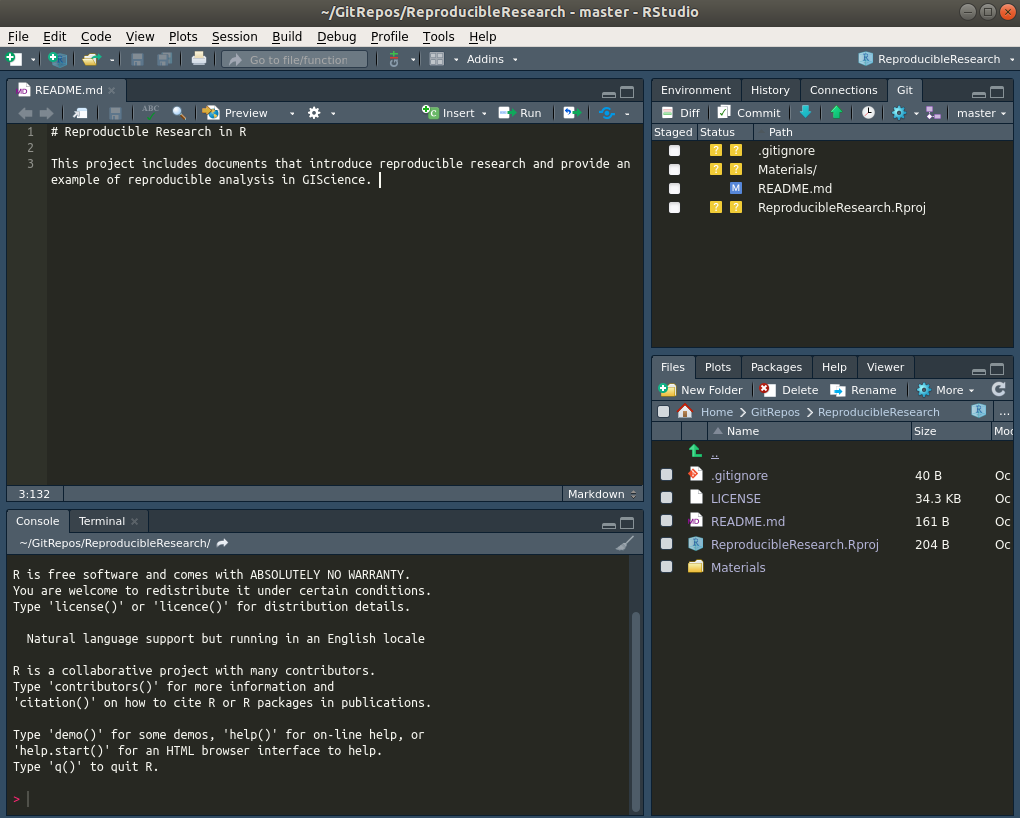 ~/GitRepos/ReproducibleResearch - master - RStudio
File Edit Code View Plots Session Build Debug Profile Tools Help
Go to file/function Addins ReproducibleResearch
README.md
ABC Preview Insert Run
1 # Reproducible Research in R
2
3 This project includes documents that introduce reproducible research and provide an
example of reproducible analysis in GIScience.
3:132 Markdown
Console Terminal
~/GitRepos/ReproducibleResearch/
R is free software and comes with ABSOLUTELY NO WARRANTY.
You are welcome to redistribute it under certain conditions.
Type 'license()' or 'licence()' for distribution details.
Natural language support but running in an English locale
R is a collaborative project with many contributors.
Type 'contributors()' for more information and
'citation()' on how to cite R or R packages in publications.
Type 'demo()' for some demos, 'help()' for on-line help, or
'help.start()' for an HTML browser interface to help.
Type 'q()' to quit R.
>
Environment History Connections Git
Diff Commit master
Staged Status Path
? ? .gitignore
? ? Materials/
M README.md
? ? ReproducibleResearch.Rproj
Files Plots Packages Help Viewer
New Folder Delete Rename More
Home GitRepos ReproducibleResearch R ...
Name Size Moc
..
.gitignore 40 B Oc
LICENSE 34.3 KB Oc
MD README.md 161 B Oc
R ReproducibleResearch.Rproj 204 B Oc
Materials